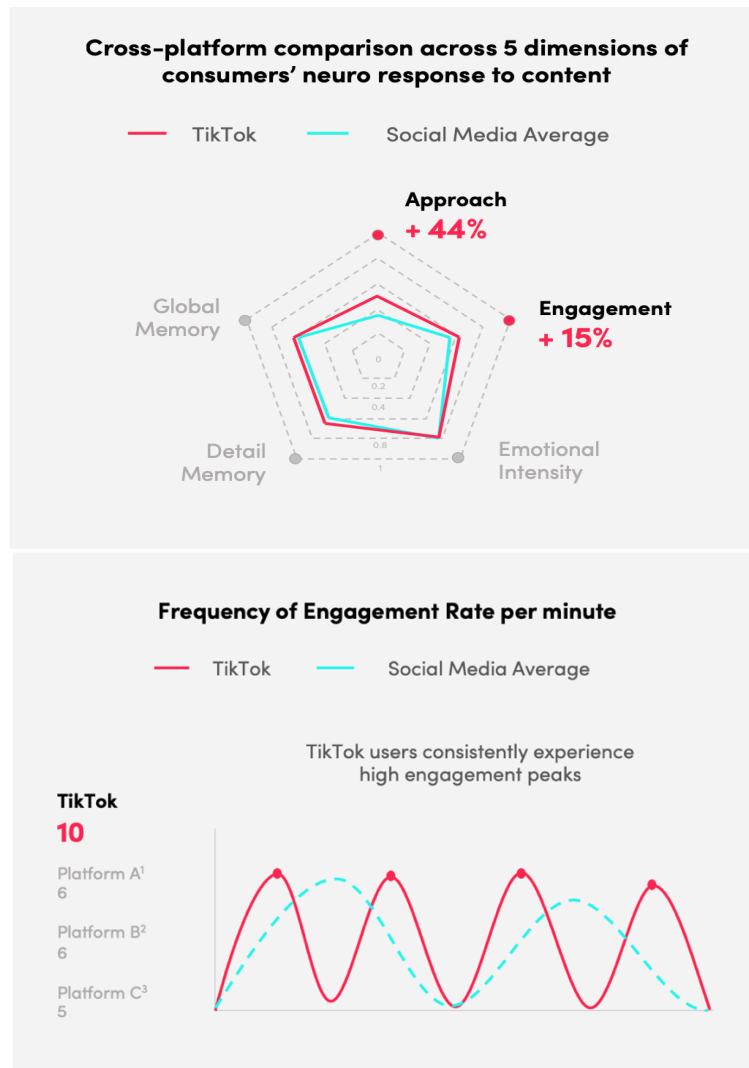 Cross-platform comparison across 5 dimensions of
consumers’ neuro response to content
TikTok
Social Media Average
Approach
+ 44%
Engagement
+ 15%
Global
Memory
0
0.2
0.4
0.8
1
Detail
Memory
Emotional
Intensity
Frequency of Engagement Rate per minute
TikTok
Social Media Average
TikTok users consistently experience
high engagement peaks
TikTok
10
Platform A¹
6
Platform B²
6
Platform C³
5